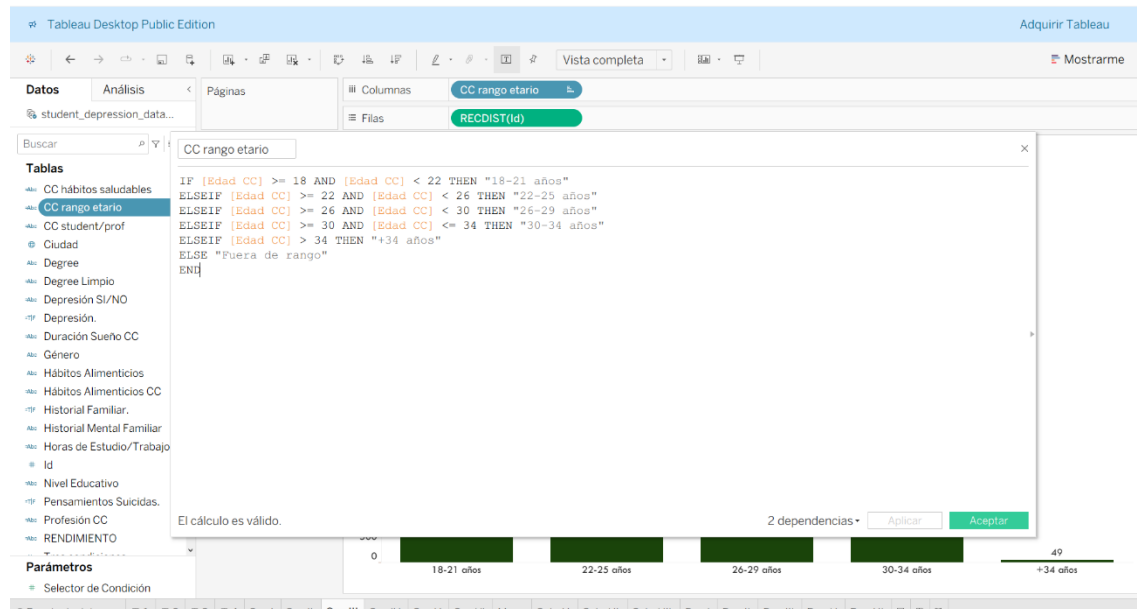 Tableau Desktop Public Edition
Adquirir Tableau
Vista completa
Mostrarme
Datos
Análisis
Páginas
Columnas
CC rango etario
student_depression_data...
Filas
RECDIST(Id)
Buscar
Tablas
CC hábitos saludables
CC rango etario
CC student/prof
Ciudad
Degree
Degree Limpio
Depresión SI/NO
Depresión.
Duración Sueño CC
Género
Hábitos Alimenticios
Hábitos Alimenticios CC
Historial Familiar.
Historial Mental Familiar
Horas de Estudio/Trabajo
Id
Nivel Educativo
Pensamientos Suicidas.
Profesión CC
RENDIMIENTO
Parámetros
Selector de Condición
CC rango etario
IF [Edad CC] >= 18 AND [Edad CC] < 22 THEN "18-21 años"
ELSEIF [Edad CC] >= 22 AND [Edad CC] < 26 THEN "22-25 años"
ELSEIF [Edad CC] >= 26 AND [Edad CC] < 30 THEN "26-29 años"
ELSEIF [Edad CC] >= 30 AND [Edad CC] <= 34 THEN "30-34 años"
ELSEIF [Edad CC] > 34 THEN "+34 años"
ELSE "Fuera de rango"
END
El cálculo es válido.
2 dependencias
Aplicar
Aceptar
0
49
18-21 años
22-25 años
26-29 años
30-34 años
+34 años